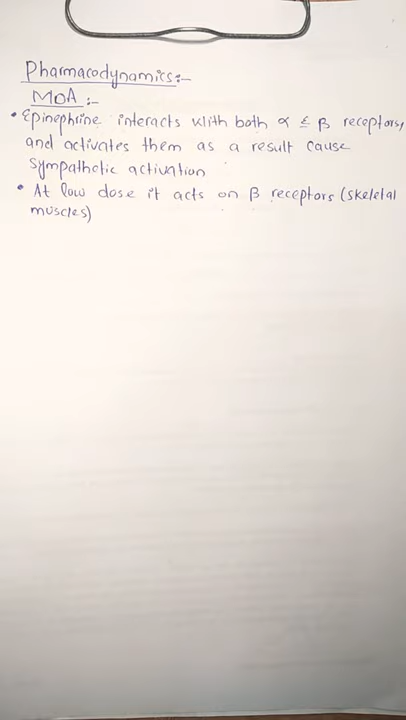 Pharmacodynamics:-
MOA :-
• Epinephrine interacts with both α & β receptors,
and activates them as a result cause
sympathetic activation
• At low dose it acts on β receptors (skeletal
muscles)